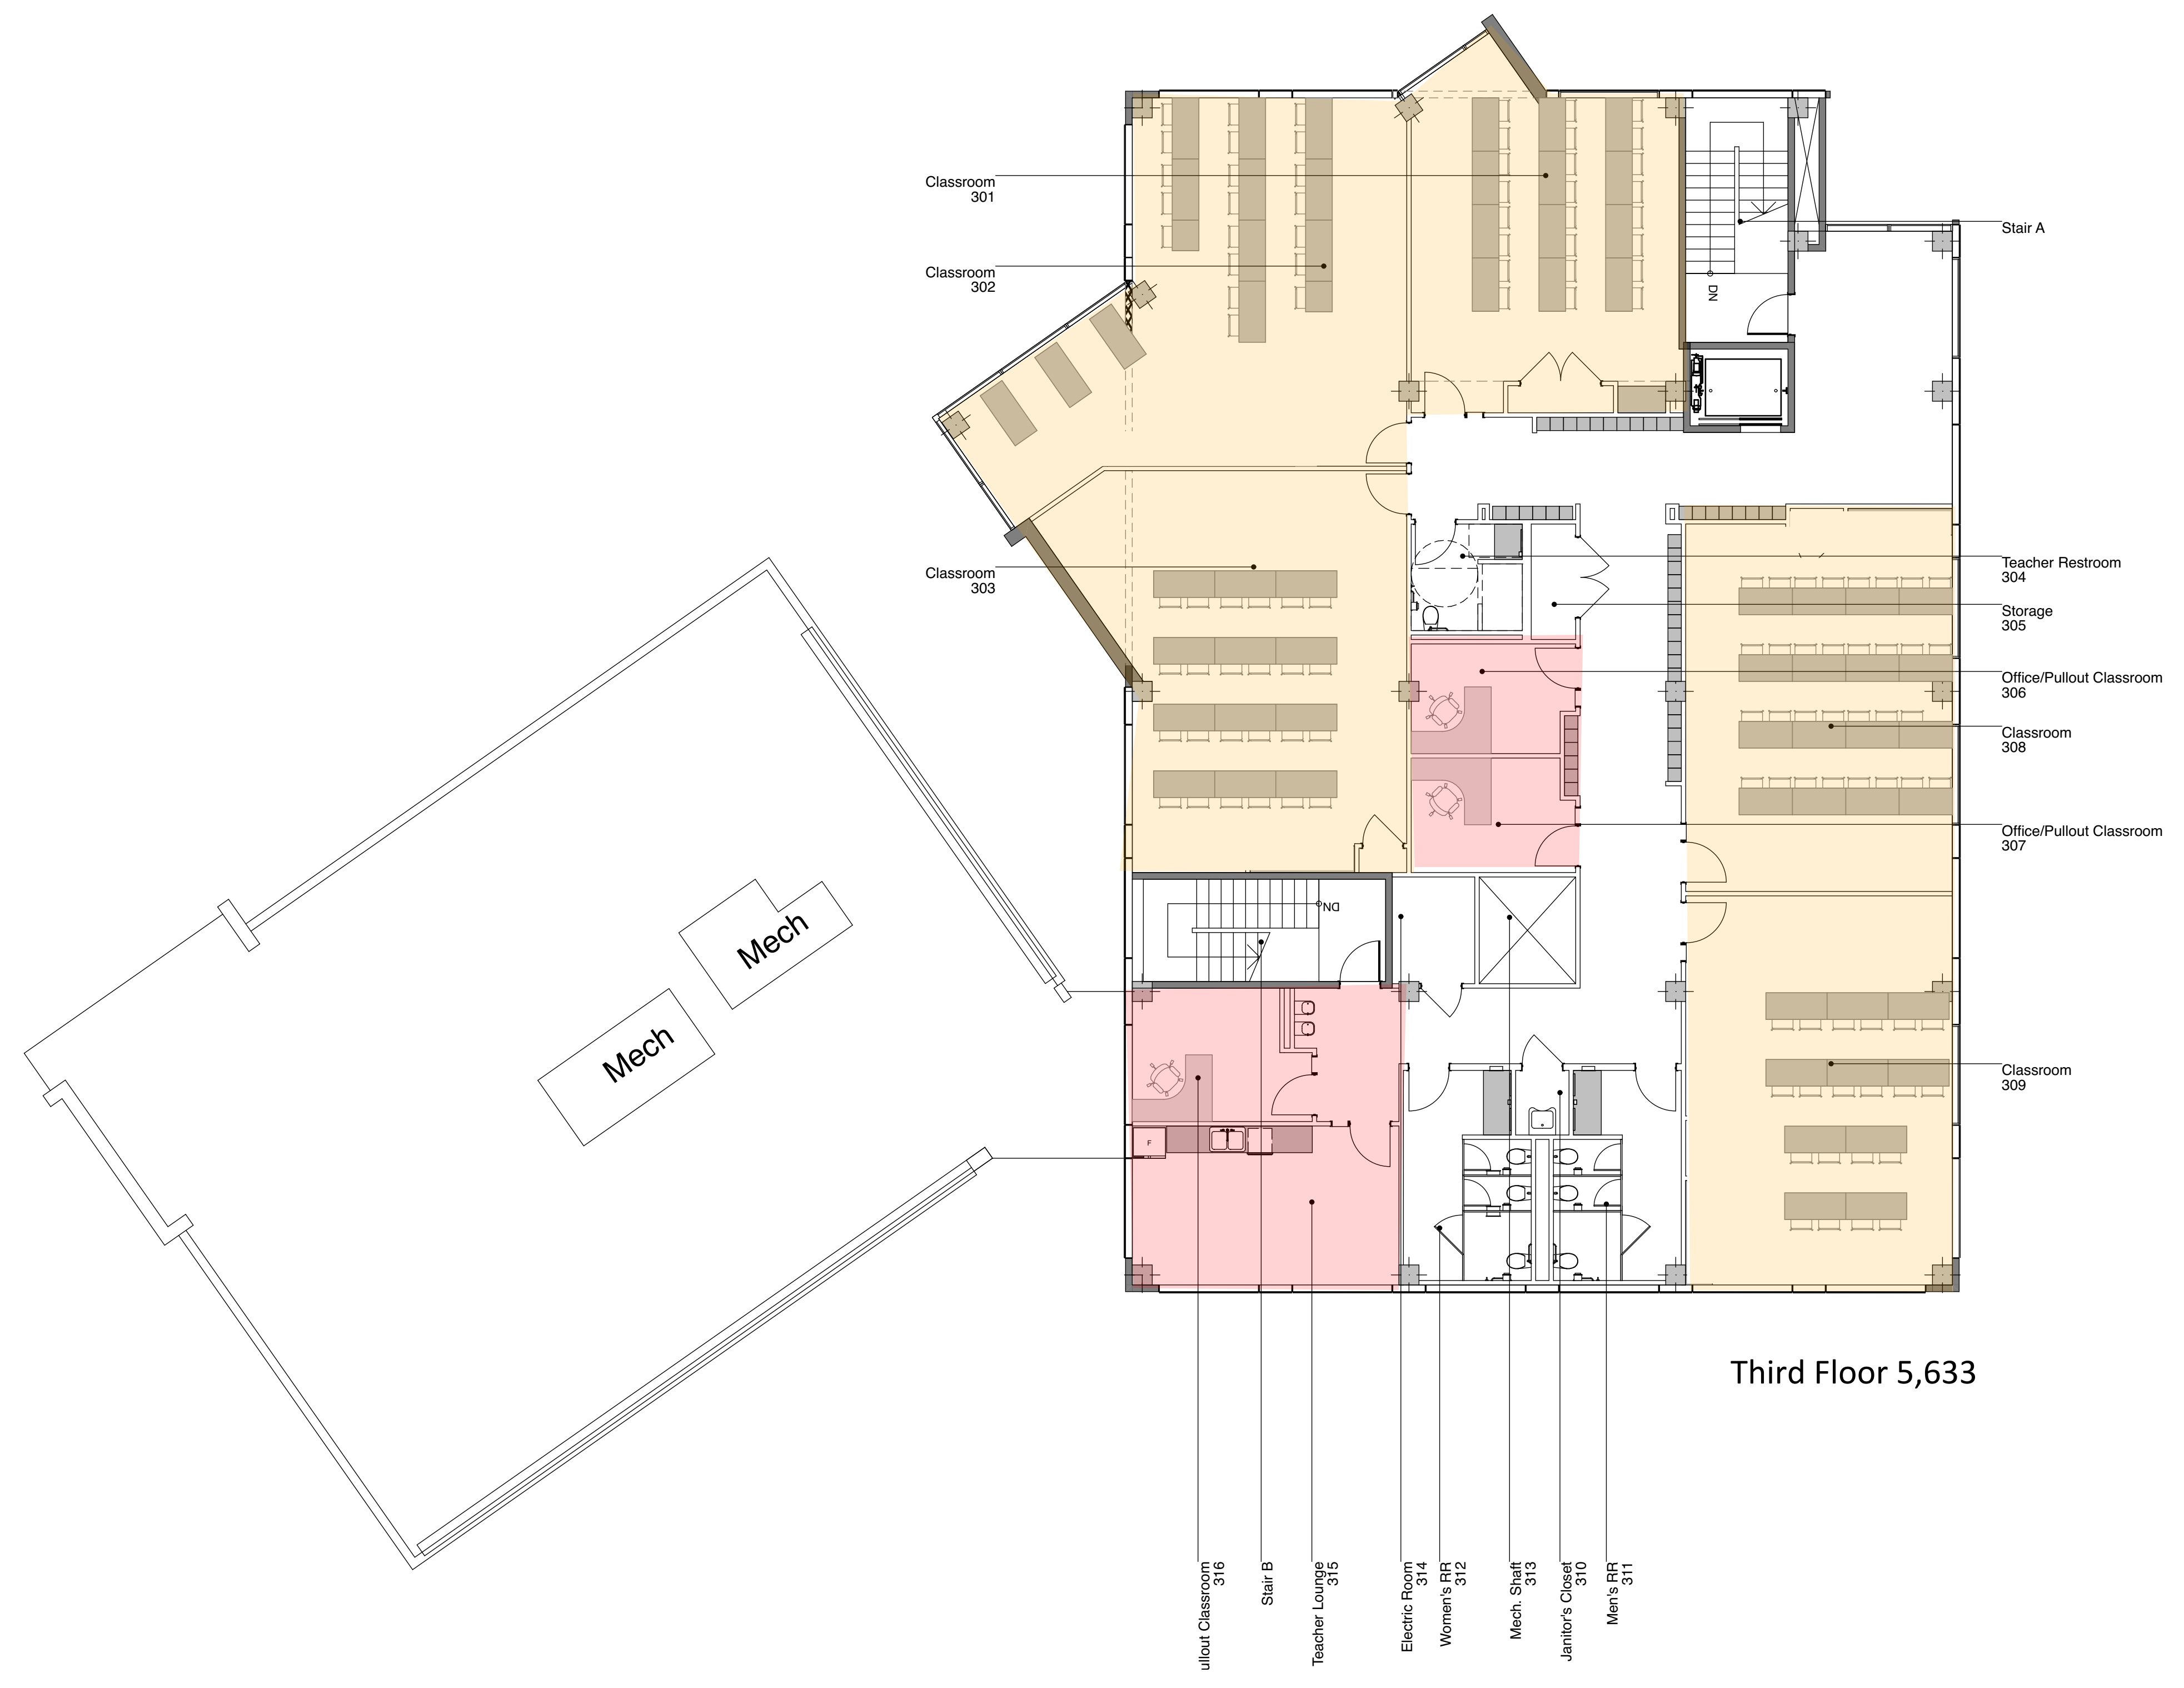 Classroom
301
Stair A
Classroom
302
DN
Teacher Restroom
304
Classroom
303
Storage
305
Office/Pullout Classroom
306
Classroom
308
Office/Pullout Classroom
307
DN
Mech
Mech
Classroom
309
F
Third Floor 5,633
ullout Classroom
316
Stair B
Teacher Lounge
315
Electric Room
314
Women's RR
312
Mech. Shaft
313
Janitor's Closet
310
Men's RR
311